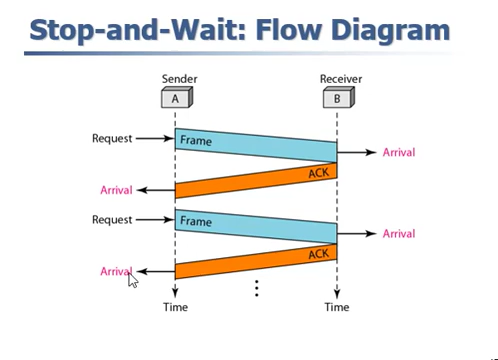 Stop-and-Wait: Flow Diagram
Sender
Receiver
A
B
Request
Frame
Arrival
ACK
Arrival
Request
Frame
Arrival
ACK
Arrival
Time
Time